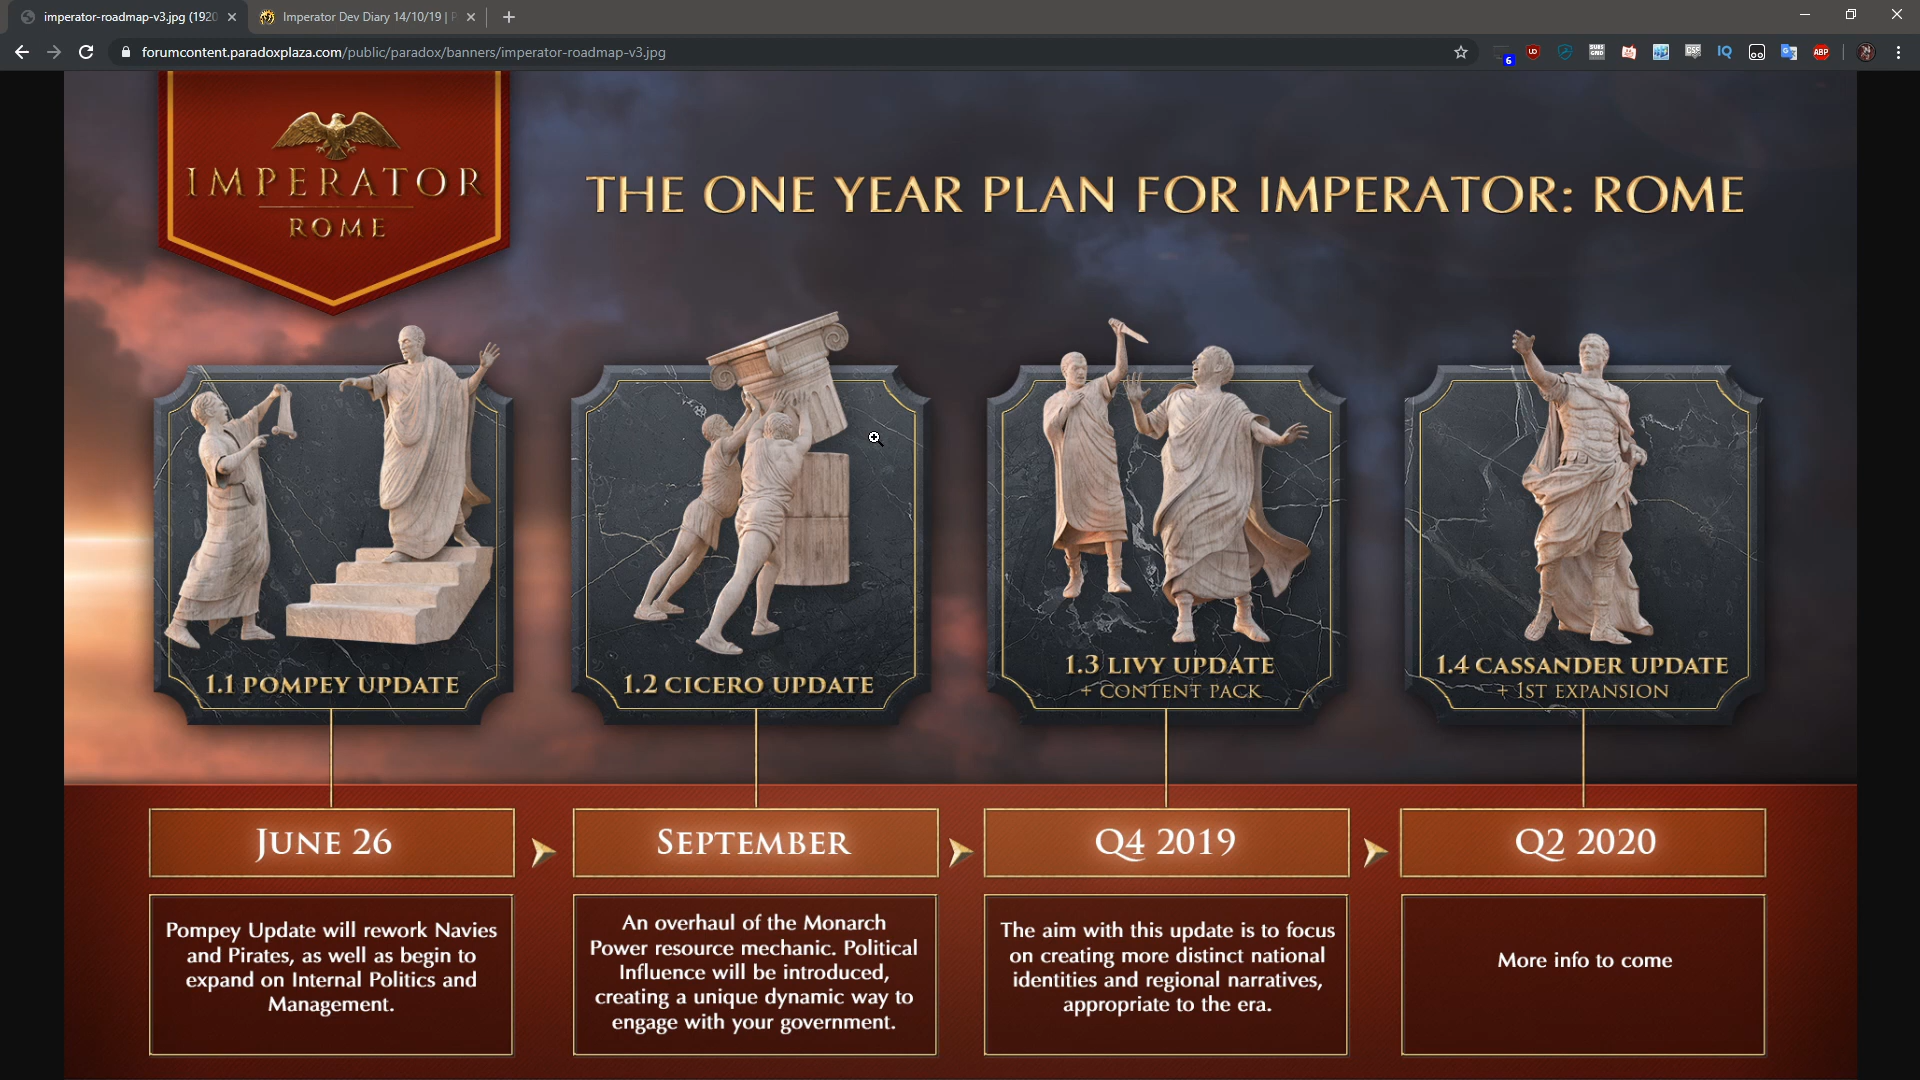 imperator-roadmap-v3.jpg (1920
Imperator Dev Diary 14/10/19 | P
forumcontent.paradoxplaza.com/public/paradox/banners/imperator-roadmap-v3.jpg
6
UD
IQ
ABP
IMPERATOR
ROME
THE ONE YEAR PLAN FOR IMPERATOR: ROME
1.1 POMPEY UPDATE
1.2 CICERO UPDATE
1.3 LIVY UPDATE
+ CONTENT PACK
1.4 CASSANDER UPDATE
+ 1ST EXPANSION
JUNE 26
SEPTEMBER
Q4 2019
Q2 2020
Pompey Update will rework Navies
and Pirates, as well as begin to
expand on Internal Politics and
Management.
An overhaul of the Monarch
Power resource mechanic. Political
Influence will be introduced,
creating a unique dynamic way to
engage with your government.
The aim with this update is to focus
on creating more distinct national
identities and regional narratives,
appropriate to the era.
More info to come